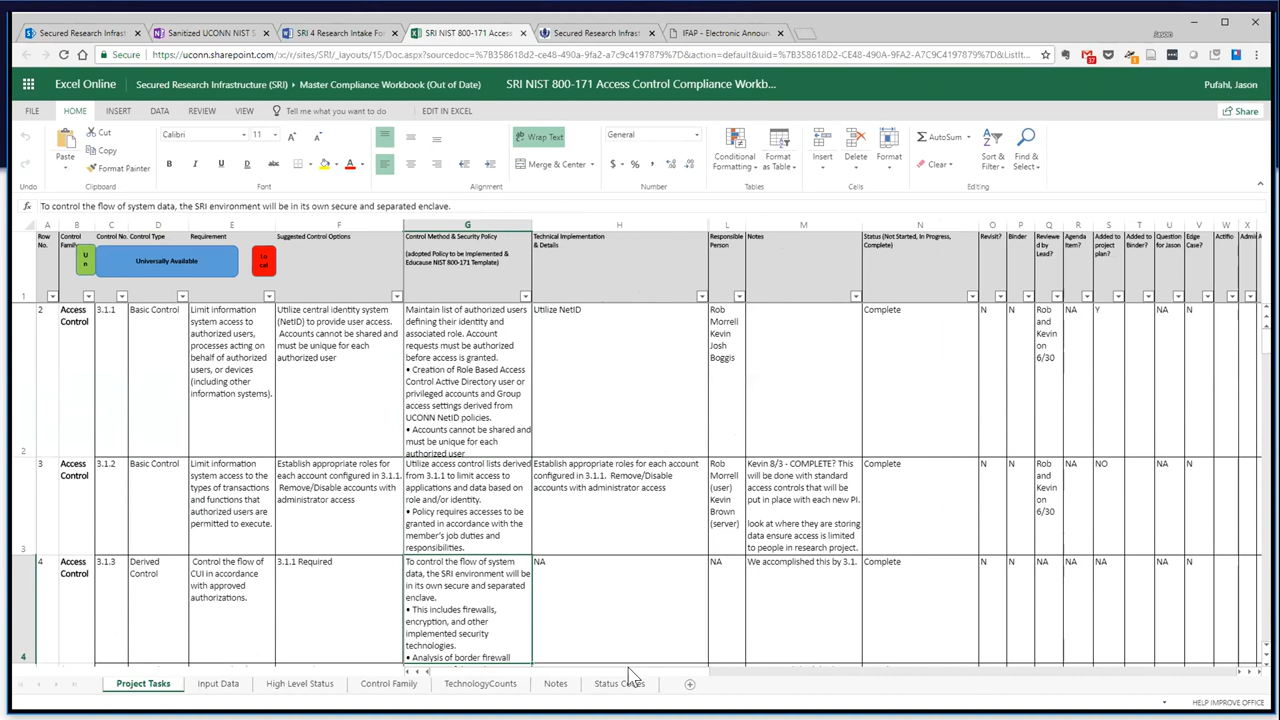 Secured Research Infrast
Sanitized UCONN NIST S
SRI 4 Research Intake Fo
SRI NIST 800-171 Access
Secured Research Infrast
IFAP - Electronic Announ
Jason
Secure
https://uconn.sharepoint.com/:x:/r/sites/SRI/_layouts/15/Doc.aspx?sourcedoc=%7B358618d2-ce48-490a-9fa2-a7c9c4197379%7D&action=default&uid=%7B358618D2-CE48-490A-9FA2-A7C9C4197379%7D&ListIt
37
Excel Online
Secured Research Infrastructure (SRI) ▸ Master Compliance Workbook (Out of Date)
SRI NIST 800-171 Access Control Compliance Workb...
Pufahl, Jason
FILE HOME INSERT DATA REVIEW VIEW Tell me what you want to do EDIT IN EXCEL Share
Undo
Paste
Cut
Copy
Format Painter
Clipboard
Calibri 11
B I U D abc
Font
Wrap Text
Merge & Center
Alignment
General
$ %
Number
Conditional Formatting
Format as Table
Tables
Insert Delete Format
Cells
AutoSum
Clear
Sort & Filter
Find & Select
Editing
fx To control the flow of system data, the SRI environment will be in its own secure and separated enclave.
A B C D E F G H L M N O P Q R S T U V W X
1
Row No.
Control Family
Control No.
Control Type
Requirement
Suggested Control Options
Control Method & Security Policy
(adopted Policy to be Implemented &
Educause NIST 800-171 Template)
Technical Implementation
& Details
Responsible
Person
Notes
Status (Not Started, In Progress,
Complete)
Revisit?
Binder
Reviewe
d by
Lead?
Agenda
Item?
Added to
project
plan?
Added to
Binder?
Question
for Jason
Edge
Case?
Actifio
Admi
U
n
Universally Available
Lo
cal
2
2
Access
Control
3.1.1
Basic Control
Limit information
system access to
authorized users,
processes acting on
behalf of authorized
users, or devices
(including other
information systems).
Utilize central identity system
(NetID) to provide user access.
Accounts cannot be shared and
must be unique for each
authorized user
Maintain list of authorized users
defining their identity and
associated role. Account
requests must be authorized
before access is granted.
• Creation of Role Based Access
Control Active Directory user or
privileged accounts and Group
access settings derived from
UCONN NetID policies.
• Accounts cannot be shared and
must be unique for each
authorized user
Utilize NetID
Rob
Morrell
Kevin
Josh
Boggis
Complete
N
N
Rob
and
Kevin
on
6/30
NA
Y
NA
N
3
3
Access
Control
3.1.2
Basic Control
Limit information
system access to the
types of transactions
and functions that
authorized users are
permitted to execute.
Establish appropriate roles for
each account configured in 3.1.1.
Remove/Disable accounts with
administrator access
Utilize access control lists derived
from 3.1.1 to limit access to
applications and data based on
role and/or identity.
• Policy requires accesses to be
granted in accordance with the
member's job duties and
responsibilities.
Establish appropriate roles for each account
configured in 3.1.1. Remove/Disable
accounts with administrator access
Rob
Morrell
(user)
Kevin
Brown
(server)
Kevin 8/3 - COMPLETE? This
will be done with standard
access controls that will be
put in place with each new PI.
look at where they are storing
data ensure access is limited
to people in research project.
Complete
N
N
Rob
and
Kevin
on
6/30
NA
NO
NA
N
4
4
Access
Control
3.1.3
Derived
Control
Control the flow of
CUI in accordance
with approved
authorizations.
3.1.1 Required
To control the flow of system
data, the SRI environment will be
in its own secure and separated
enclave.
• This includes firewalls,
encryption, and other
implemented security
technologies.
• Analysis of border firewall
NA
NA
We accomplished this by 3.1.
Complete
N
N
NA
NA
NA
NA
N
Project Tasks
Input Data
High Level Status
Control Family
TechnologyCounts
Notes
HELP IMPROVE OFFICE